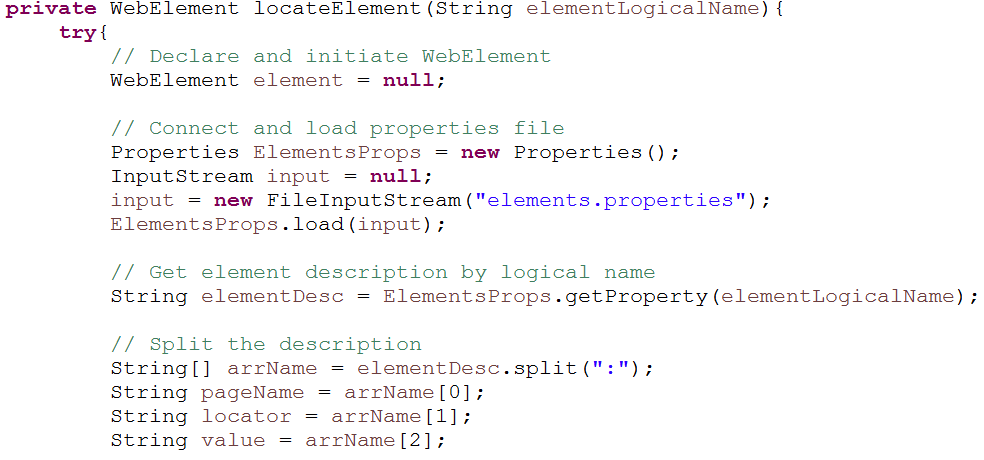 private WebElement locateElement(String elementLogicalName){
    try{
        // Declare and initiate WebElement
        WebElement element = null;

        // Connect and load properties file
        Properties ElementsProps = new Properties();
        InputStream input = null;
        input = new FileInputStream("elements.properties");
        ElementsProps.load(input);

        // Get element description by logical name
        String elementDesc = ElementsProps.getProperty(elementLogicalName);

        // Split the description
        String[] arrName = elementDesc.split(":");
        String pageName = arrName[0];
        String locator = arrName[1];
        String value = arrName[2];